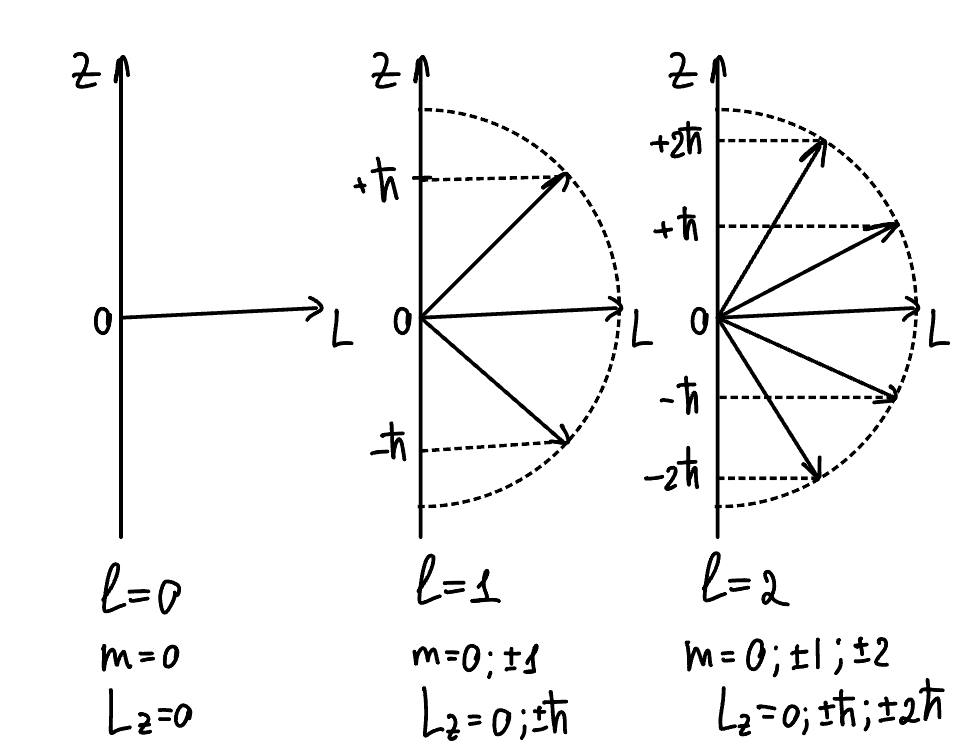 Z
0
L
l=0
m=0
Lz=0
Z
+ħ
0
L
-ħ
l=1
m=0;±1
Lz=0;±ħ
Z
+2ħ
+ħ
0
L
-ħ
-2ħ
l=2
m=0;±1;±2
Lz=0;±ħ;±2ħ